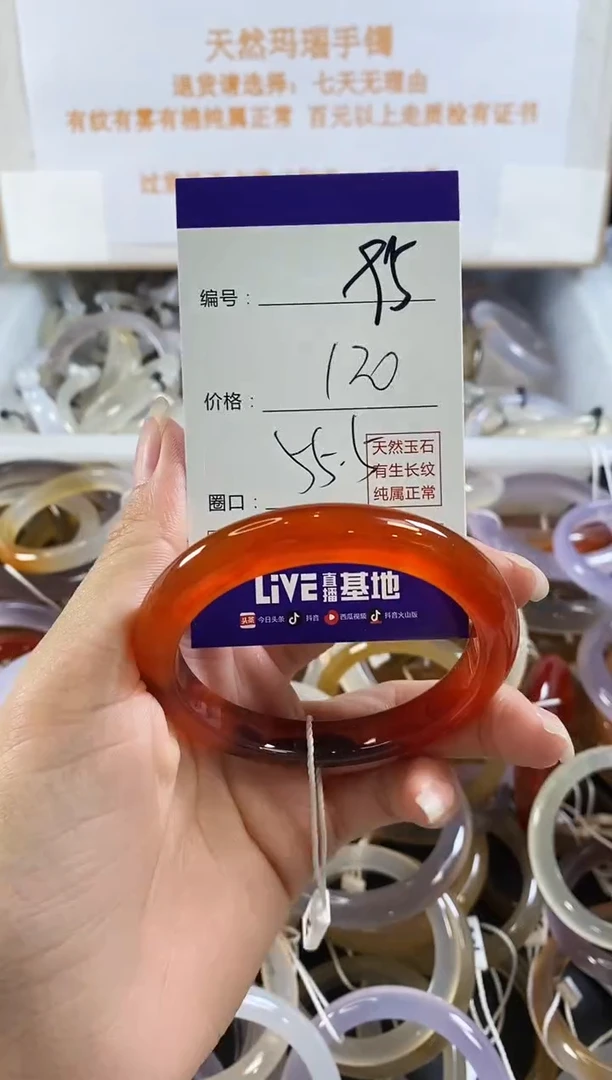 天然玛瑙手镯
退货请选择：七天无理由
有纹有雾有棉纯属正常 百元以上走质检有证书
编号：95
价格：120
圈口：55.5
天然玉石
有生长纹
纯属正常
LiVE直播基地
头条 今日头条 抖音 西瓜视频 抖音火山版